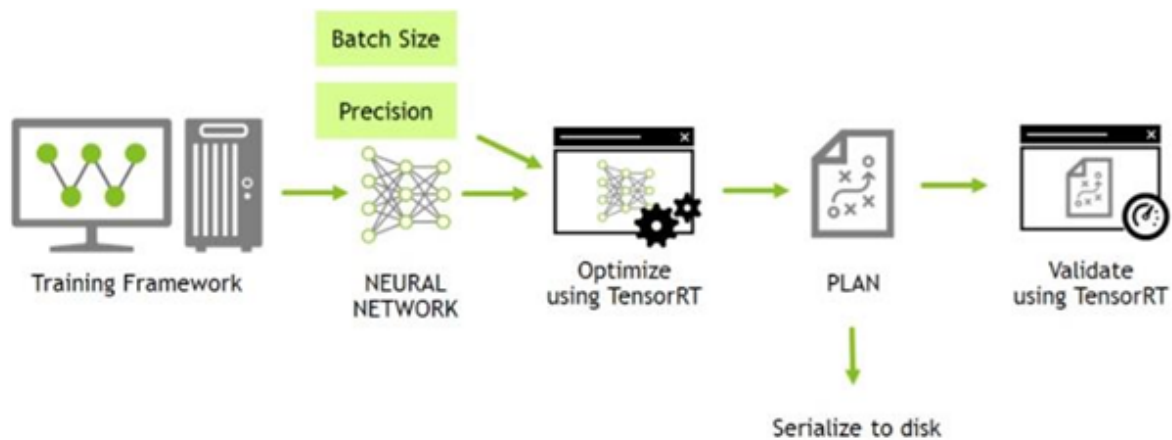 Batch Size
Precision
Training Framework
NEURAL
NETWORK
Optimize
using TensorRT
PLAN
Validate
using TensorRT
Serialize to disk